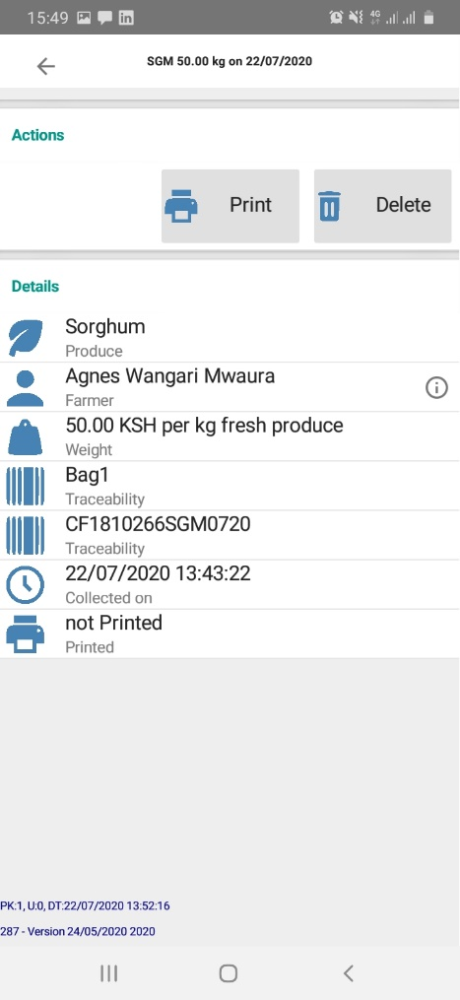 15:49
4G
SGM 50.00 kg on 22/07/2020
Actions
Print
Delete
Details
Sorghum
Produce
Agnes Wangari Mwaura
Farmer
50.00 KSH per kg fresh produce
Weight
Bag1
Traceability
CF1810266SGM0720
Traceability
22/07/2020 13:43:22
Collected on
not Printed
Printed
PK:1, U:0, DT:22/07/2020 13:52:16
287 - Version 24/05/2020 2020